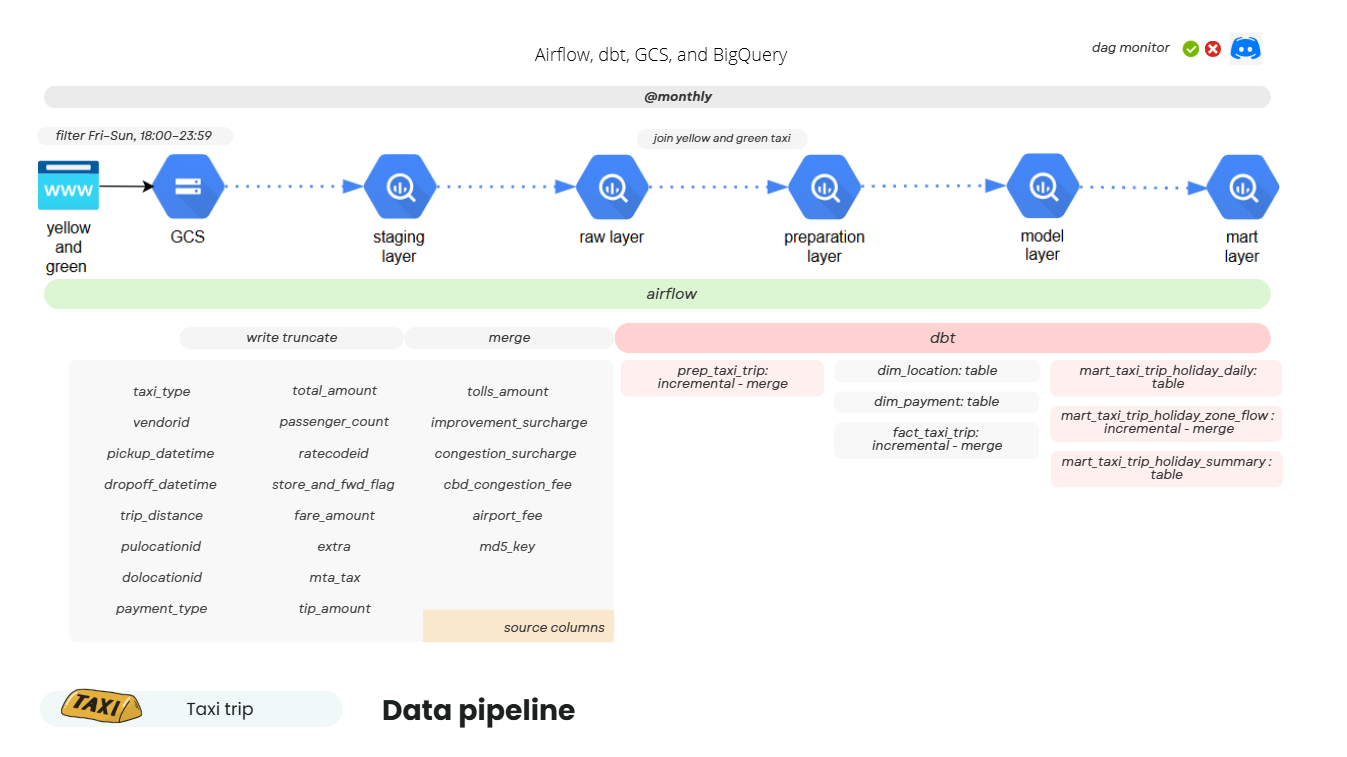 Airflow, dbt, GCS, and BigQuery
dag monitor
@monthly
filter Fri–Sun, 18:00–23:59
join yellow and green taxi
WWW
yellow
and
green
GCS
staging
layer
raw layer
preparation
layer
model
layer
mart
layer
airflow
write truncate
merge
dbt
taxi_type
vendorid
pickup_datetime
dropoff_datetime
trip_distance
pulocationid
dolocationid
payment_type
total_amount
passenger_count
ratecodeid
store_and_fwd_flag
fare_amount
extra
mta_tax
tip_amount
tolls_amount
improvement_surcharge
congestion_surcharge
cbd_congestion_fee
airport_fee
md5_key
source columns
prep_taxi_trip:
incremental - merge
dim_location: table
dim_payment: table
fact_taxi_trip:
incremental - merge
mart_taxi_trip_holiday_daily:
table
mart_taxi_trip_holiday_zone_flow :
incremental - merge
mart_taxi_trip_holiday_summary :
table
TAXI
Taxi trip
Data pipeline